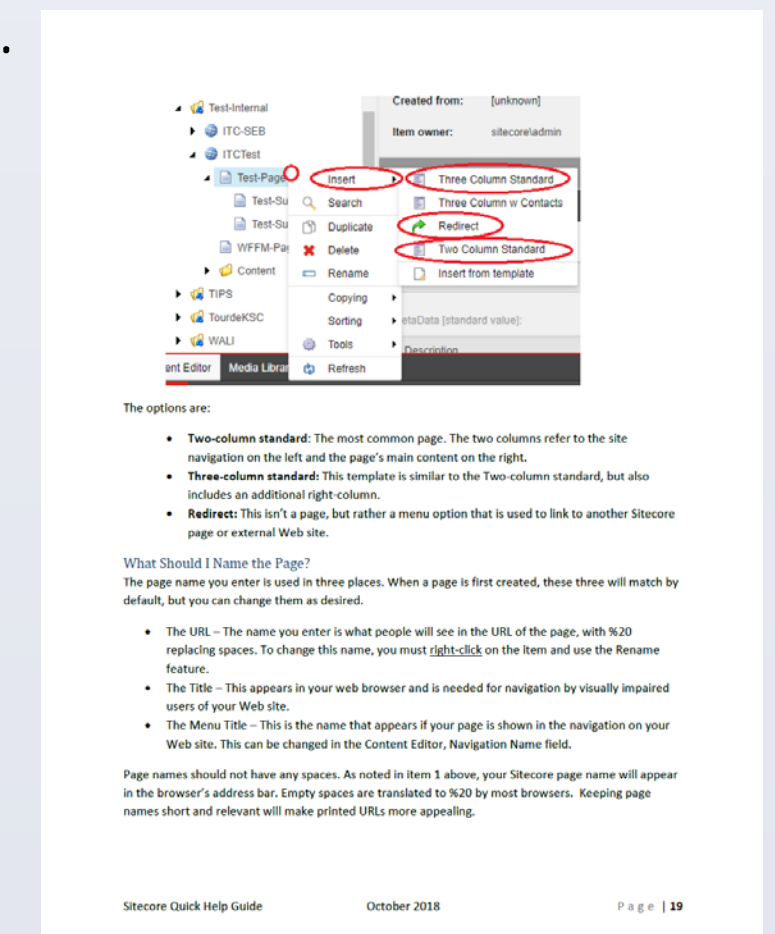 Test-Internal Created from: [unknown]
ITC-SEB Item owner: sitecore\admin
ITCTest
Test-Page Insert Three Column Standard
Test-Su Search Three Column w Contacts
Test-Su Duplicate Redirect
WFFM-Pa Delete Two Column Standard
Content Rename Insert from template
TIPS Copying
TourdeKSC Sorting etaData [standard value]:
WALI Tools Description
ent Editor Media Librar Refresh
The options are:
• Two-column standard: The most common page. The two columns refer to the site
navigation on the left and the page's main content on the right.
• Three-column standard: This template is similar to the Two-column standard, but also
includes an additional right-column.
• Redirect: This isn't a page, but rather a menu option that is used to link to another Sitecore
page or external Web site.
What Should I Name the Page?
The page name you enter is used in three places. When a page is first created, these three will match by
default, but you can change them as desired.
• The URL – The name you enter is what people will see in the URL of the page, with %20
replacing spaces. To change this name, you must right-click on the item and use the Rename
feature.
• The Title – This appears in your web browser and is needed for navigation by visually impaired
users of your Web site.
• The Menu Title – This is the name that appears if your page is shown in the navigation on your
Web site. This can be changed in the Content Editor, Navigation Name field.
Page names should not have any spaces. As noted in item 1 above, your Sitecore page name will appear
in the browser's address bar. Empty spaces are translated to %20 by most browsers. Keeping page
names short and relevant will make printed URLs more appealing.
Sitecore Quick Help Guide October 2018 Page | 19